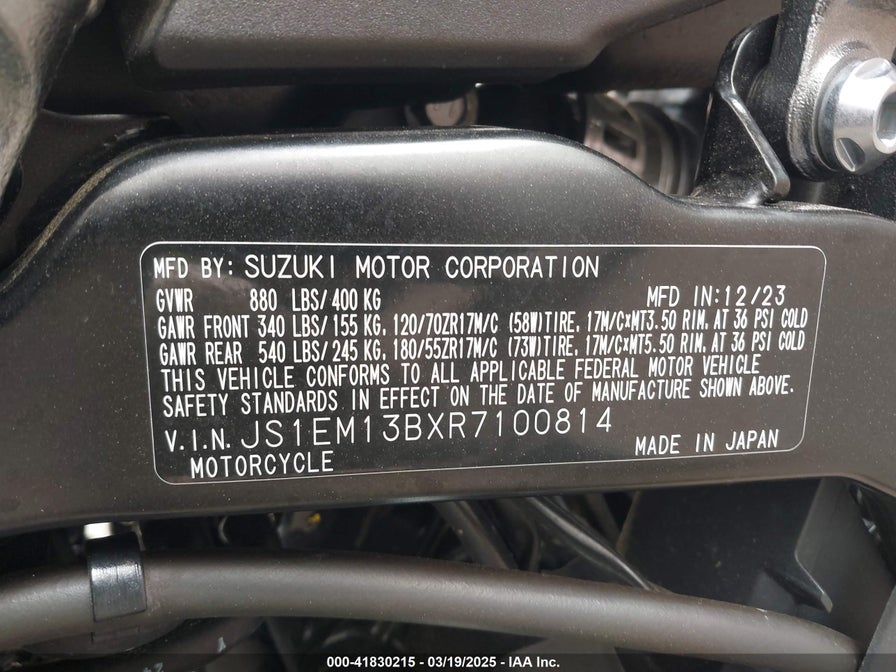 MFD BY: SUZUKI MOTOR CORPORATION
GVWR 880 LBS/400 KG MFD IN:12/23
GAWR FRONT 340 LBS/155 KG, 120/70ZR17M/C (58W)TIRE, 17M/C×MT3.50 RIM, AT 36 PSI COLD
GAWR REAR 540 LBS/245 KG, 180/55ZR17M/C (73W)TIRE, 17M/C×MT5.50 RIM, AT 36 PSI COLD
THIS VEHICLE CONFORMS TO ALL APPLICABLE FEDERAL MOTOR VEHICLE
SAFETY STANDARDS IN EFFECT ON THE DATE OF MANUFACTURE SHOWN ABOVE.
V.I.N. JS1EM13BXR7100814 MADE IN JAPAN
MOTORCYCLE
000-41830215 - 03/19/2025 - IAA Inc.